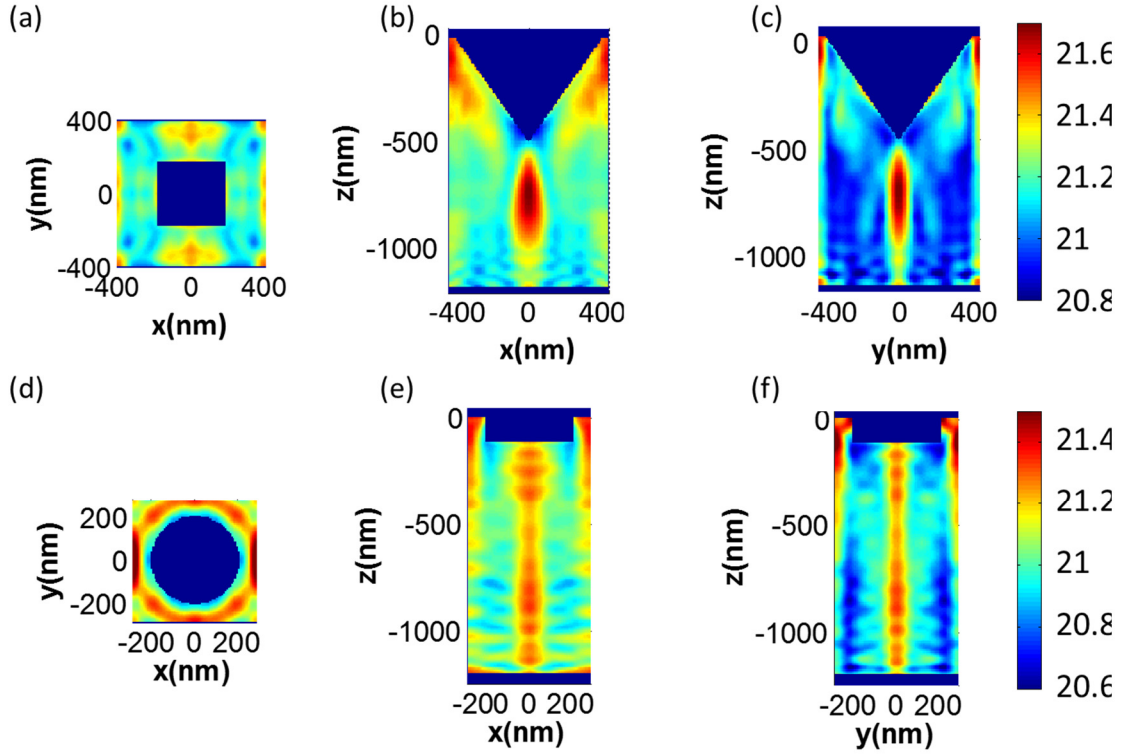 (a)
(b)
(c)
400
0
-400
y(nm)
-400 0 400
x(nm)
0
-500
-1000
z(nm)
-400 0 400
x(nm)
0
-500
-1000
z(nm)
-400 0 400
y(nm)
21.6
21.4
21.2
21
20.8
(d)
(e)
(f)
200
0
-200
y(nm)
-200 0 200
x(nm)
0
-500
-1000
z(nm)
-200 0 200
x(nm)
0
-500
-1000
z(nm)
-200 0 200
y(nm)
21.4
21.2
21
20.8
20.6